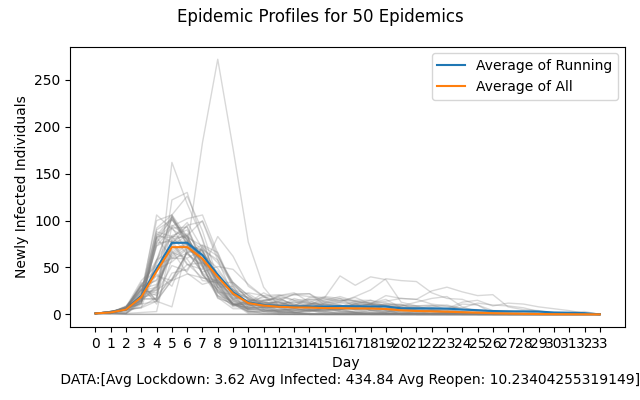 Epidemic Profiles for 50 Epidemics
Average of Running
Average of All
250
200
150
100
50
0
Newly Infected Individuals
0 1 2 3 4 5 6 7 8 9 10 11 12 13 14 15 16 17 18 19 20 21 22 23 24 25 26 27 28 29 30 31 32 33
Day
DATA:[Avg Lockdown: 3.62 Avg Infected: 434.84 Avg Reopen: 10.23404255319149]